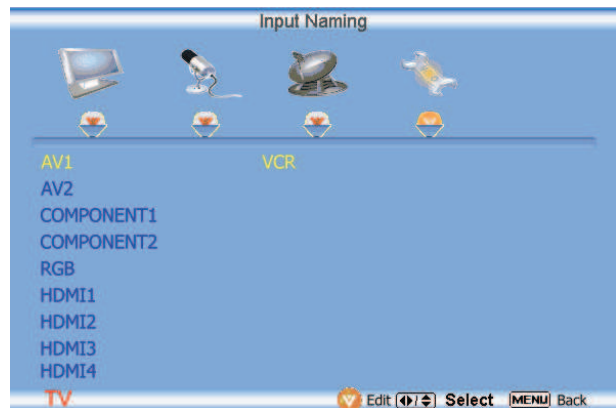 Input Naming
AV1 VCR
AV2
COMPONENT1
COMPONENT2
RGB
HDMI1
HDMI2
HDMI3
HDMI4
TV Edit Select MENU Back